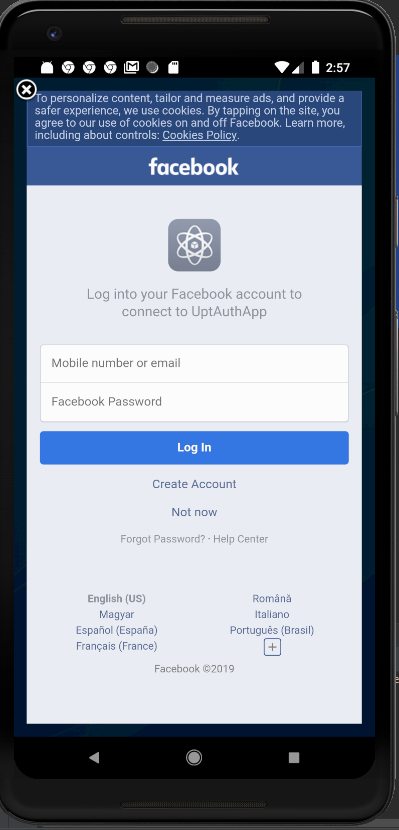 2:57
To personalize content, tailor and measure ads, and provide a
safer experience, we use cookies. By tapping on the site, you
agree to our use of cookies on and off Facebook. Learn more,
including about controls: Cookies Policy.
facebook
Log into your Facebook account to
connect to UptAuthApp
Mobile number or email
Facebook Password
Log In
Create Account
Not now
Forgot Password? · Help Center
English (US) Română
Magyar Italiano
Español (España) Português (Brasil)
Français (France)
Facebook ©2019